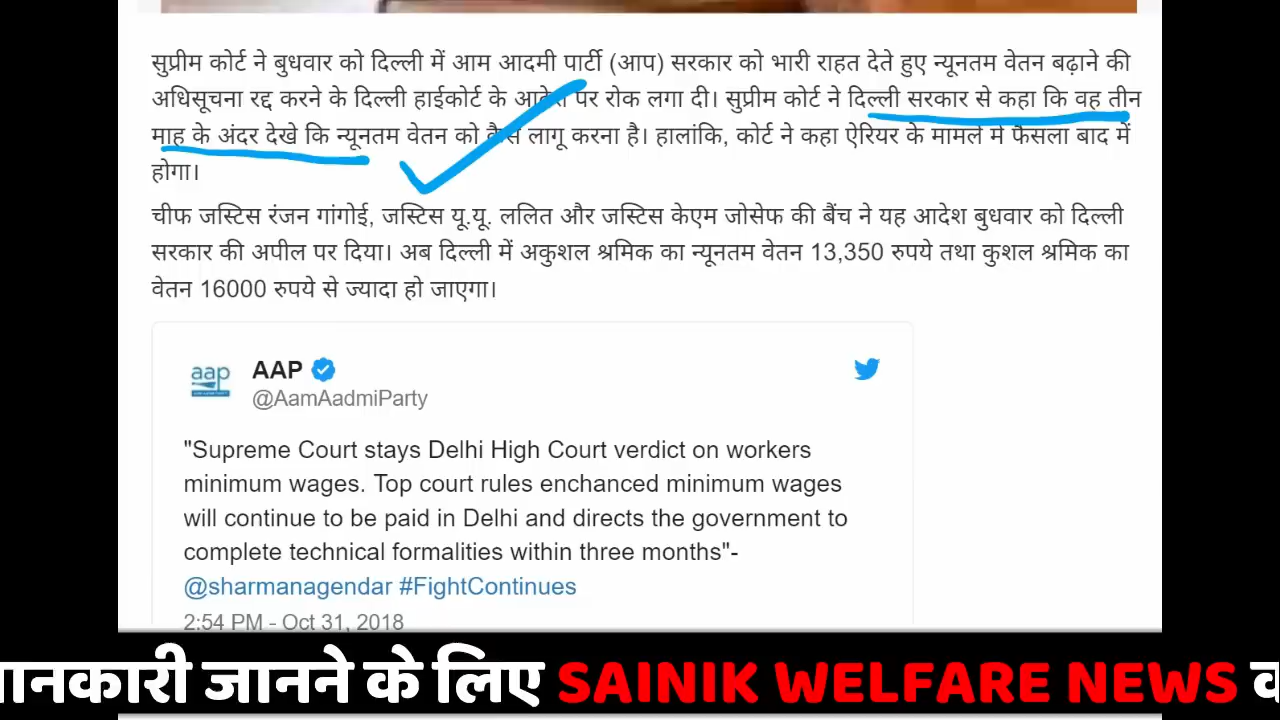 सुप्रीम कोर्ट ने बुधवार को दिल्ली में आम आदमी पार्टी (आप) सरकार को भारी राहत देते हुए न्यूनतम वेतन बढ़ाने की
अधिसूचना रद्द करने के दिल्ली हाईकोर्ट के आदेश पर रोक लगा दी। सुप्रीम कोर्ट ने दिल्ली सरकार से कहा कि वह तीन
माह के अंदर देखे कि न्यूनतम वेतन को कैसे लागू करना है। हालांकि, कोर्ट ने कहा ऐरियर के मामले में फैसला बाद में
होगा।
चीफ जस्टिस रंजन गांगोई, जस्टिस यू.यू. ललित और जस्टिस केएम जोसेफ की बैंच ने यह आदेश बुधवार को दिल्ली
सरकार की अपील पर दिया। अब दिल्ली में अकुशल श्रमिक का न्यूनतम वेतन 13,350 रुपये तथा कुशल श्रमिक का
वेतन 16000 रुपये से ज्यादा हो जाएगा।
aap
AAP
@AamAadmiParty
"Supreme Court stays Delhi High Court verdict on workers
minimum wages. Top court rules enchanced minimum wages
will continue to be paid in Delhi and directs the government to
complete technical formalities within three months"-
@sharmanagendar #FightContinues
2:54 PM - Oct 31, 2018
ानकारी जानने के लिए SAINIK WELFARE NEWS